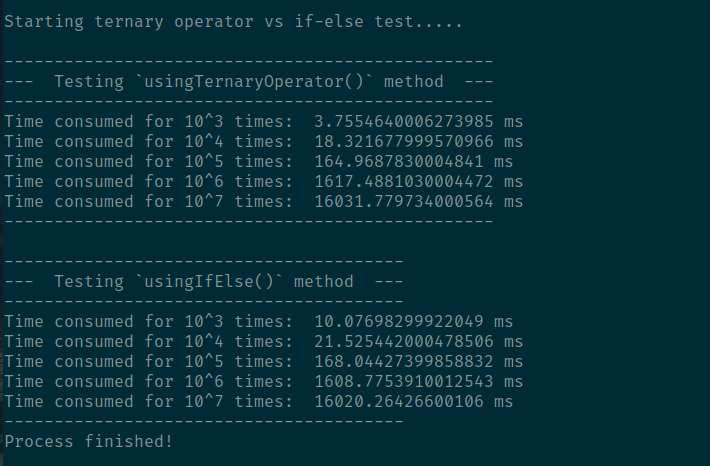 Starting ternary operator vs if-else test.....
-------------------------------------------------
---  Testing `usingTernaryOperator()` method  ---
-------------------------------------------------
Time consumed for 10^3 times:  3.7554640006273985 ms
Time consumed for 10^4 times:  18.321677999570966 ms
Time consumed for 10^5 times:  164.9687830004841 ms
Time consumed for 10^6 times:  1617.4881030004472 ms
Time consumed for 10^7 times:  16031.779734000564 ms
-------------------------------------------------
----------------------------------------
---  Testing `usingIfElse()` method  ---
----------------------------------------
Time consumed for 10^3 times:  10.07698299922049 ms
Time consumed for 10^4 times:  21.525442000478506 ms
Time consumed for 10^5 times:  168.04427399858832 ms
Time consumed for 10^6 times:  1608.7753910012543 ms
Time consumed for 10^7 times:  16020.26426600106 ms
----------------------------------------
Process finished!